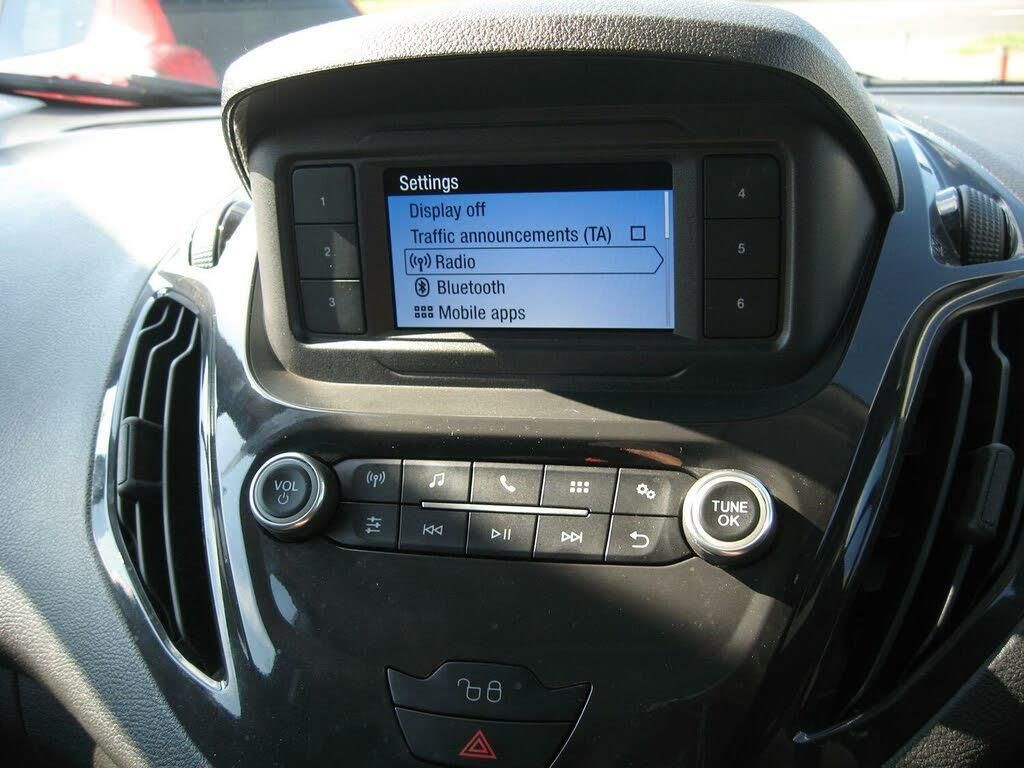 Settings
Display off
Traffic announcements (TA)
Radio
Bluetooth
Mobile apps
1
2
3
4
5
6
VOL
TUNE
OK